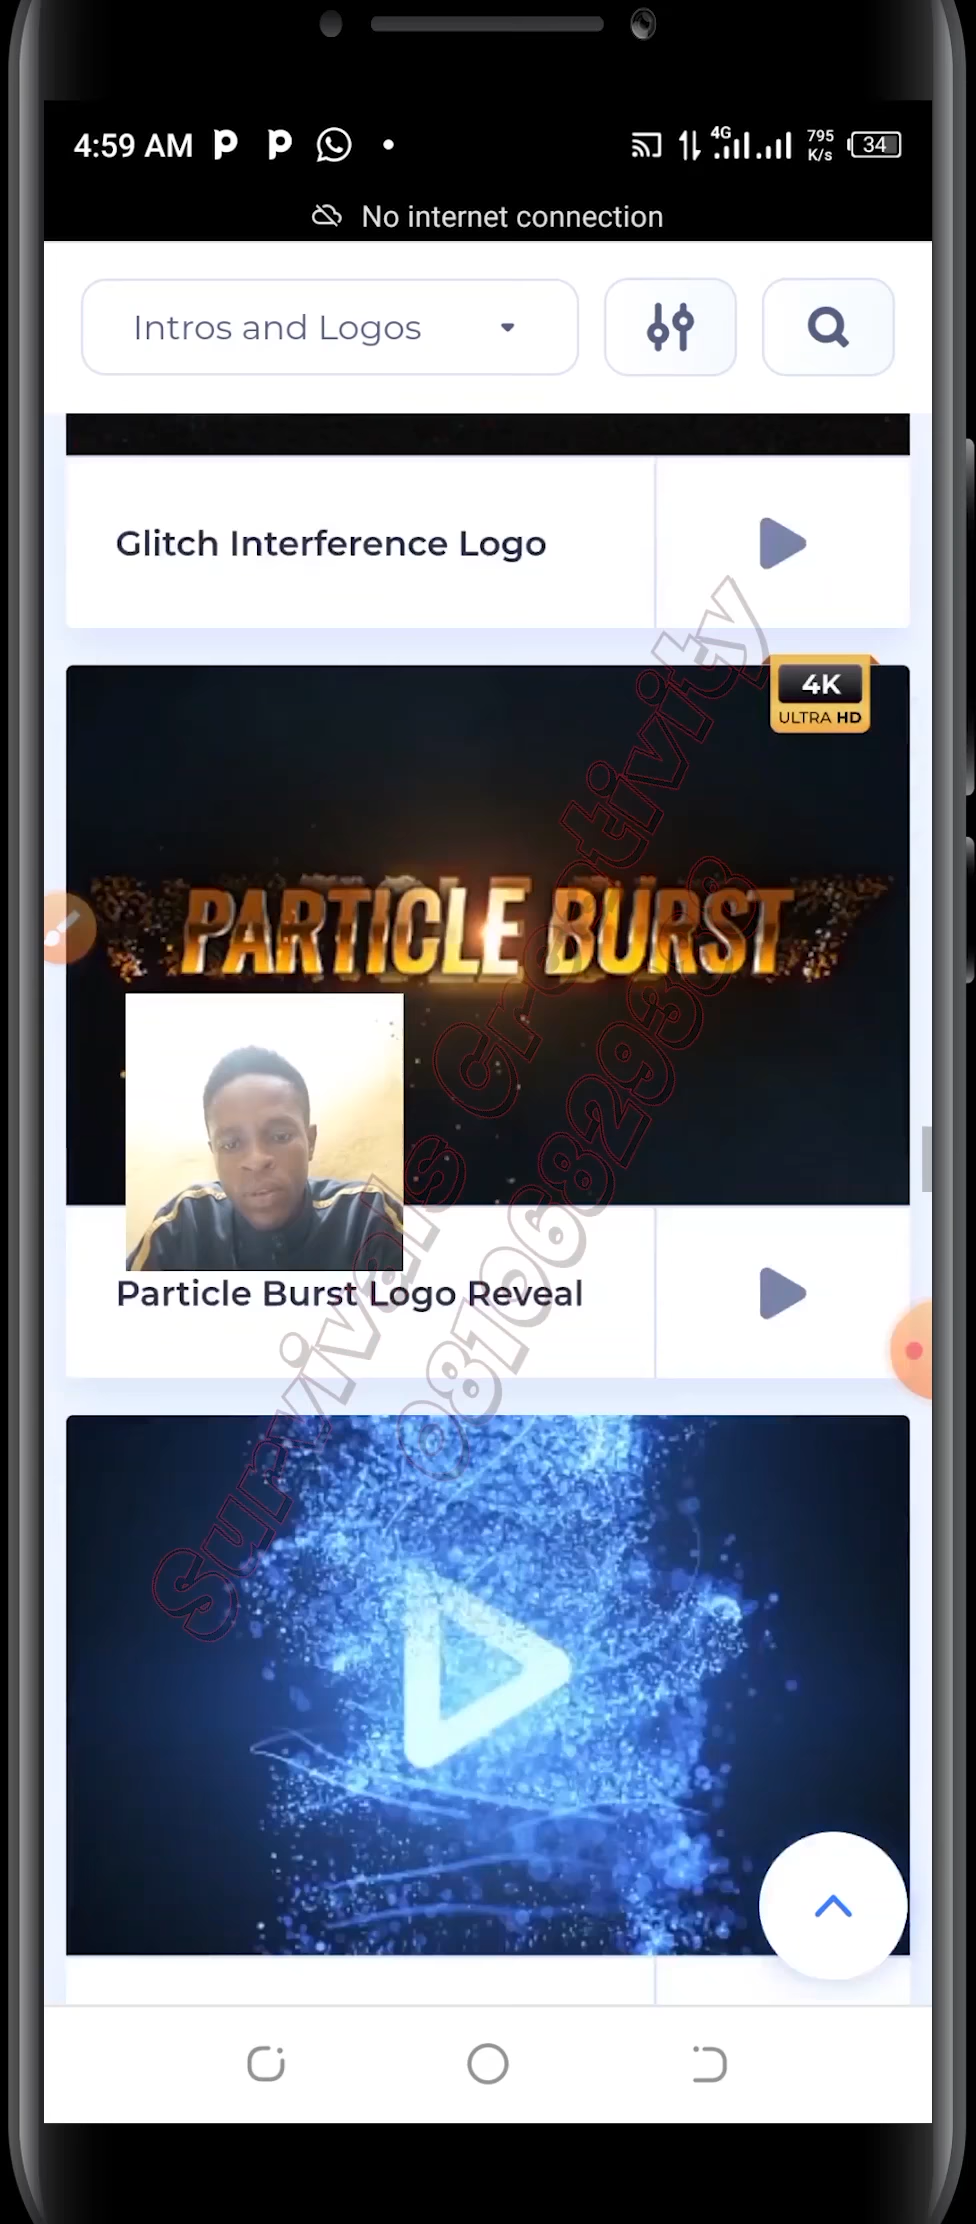 4:59 AM
4G
795
K/s
34
No internet connection
Intros and Logos
Glitch Interference Logo
4K
ULTRA HD
PARTICLE BURST
Survivals Creativity
Particle Burst Logo Reveal